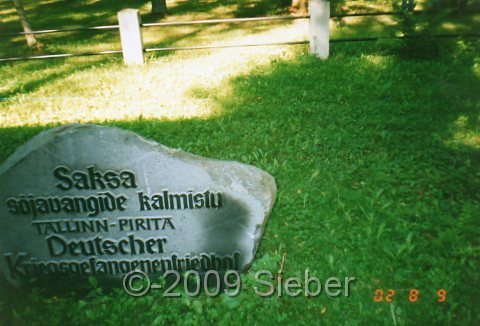 Saksa
sõjavangide kalmistu
TALLINN-PIRITA
Deutscher
Kriegsgefangenenfriedhof
©-2009 Sieber
02 8 9